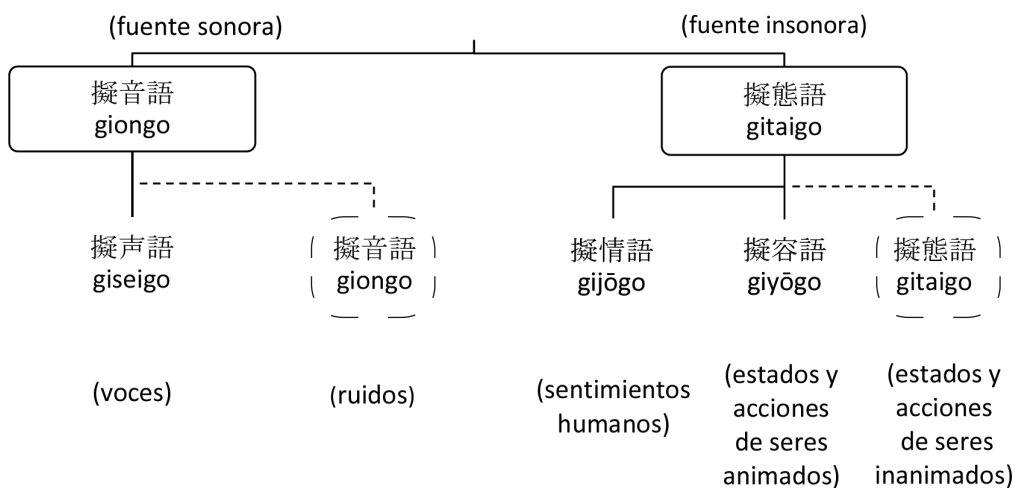 (fuente sonora)
(fuente insonora)
擬音語
giongo
擬態語
gitaigo
擬声語
giseigo
擬音語
giongo
擬情語
gijōgo
擬容語
giyōgo
擬態語
gitaigo
(voces)
(ruidos)
(sentimientos
humanos)
(estados y
acciones
de seres
animados)
(estados y
acciones
de seres
inanimados)